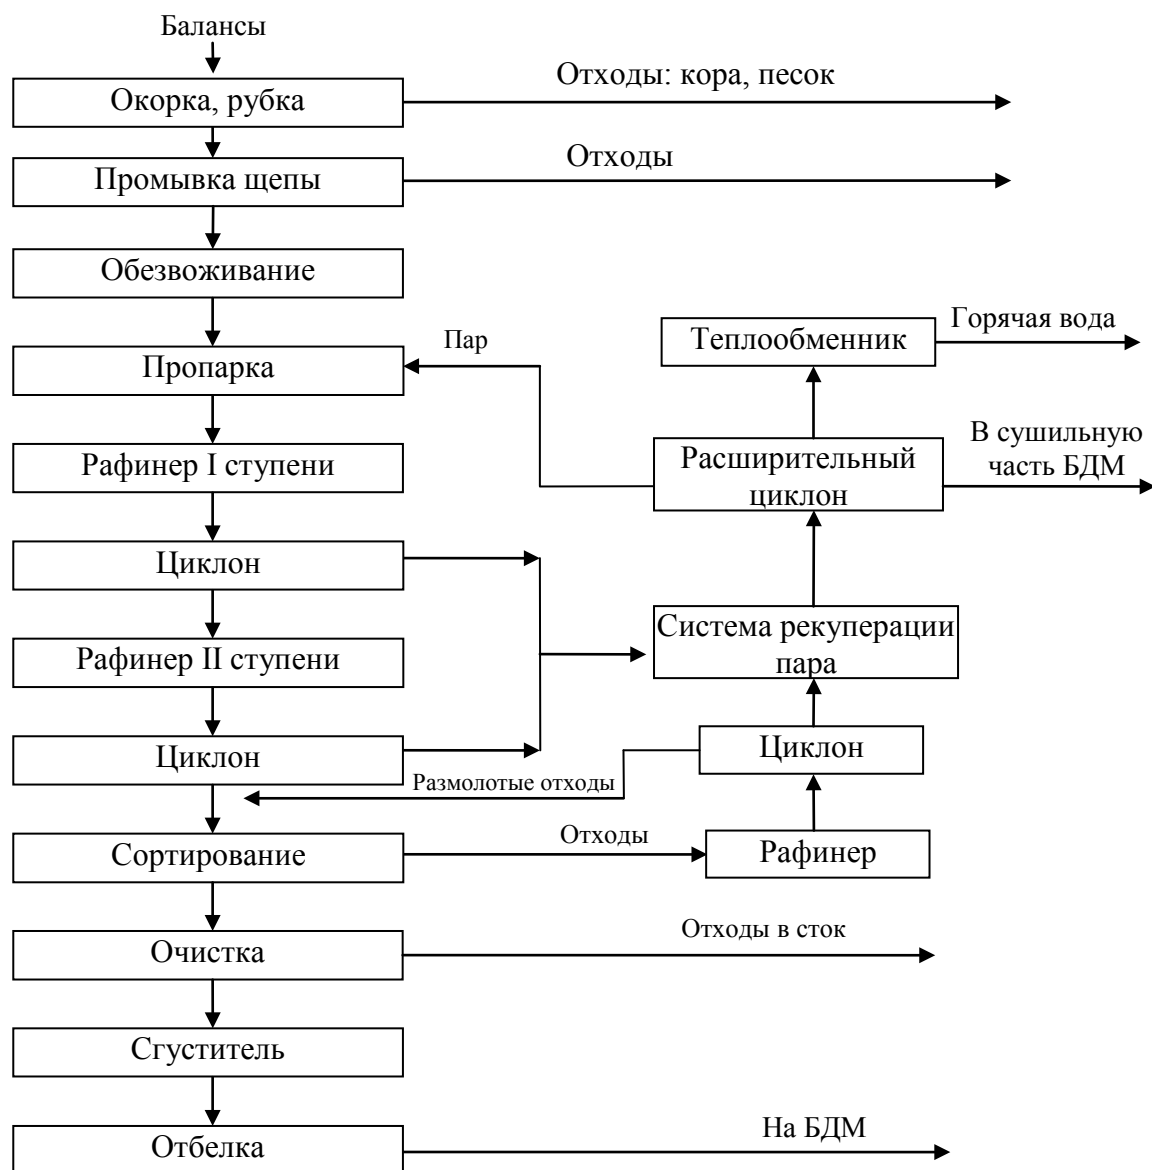 Балансы
Отходы: кора, песок
Окорка, рубка
Отходы
Промывка щепы
Обезвоживание
Горячая вода
Теплообменник
Пар
Пропарка
В сушильную
часть БДМ
Расширительный
циклон
Рафинер I ступени
Циклон
Система рекуперации
пара
Рафинер II ступени
Циклон
Циклон
Размолотые отходы
Отходы
Рафинер
Сортирование
Отходы в сток
Очистка
Сгуститель
На БДМ
Отбелка